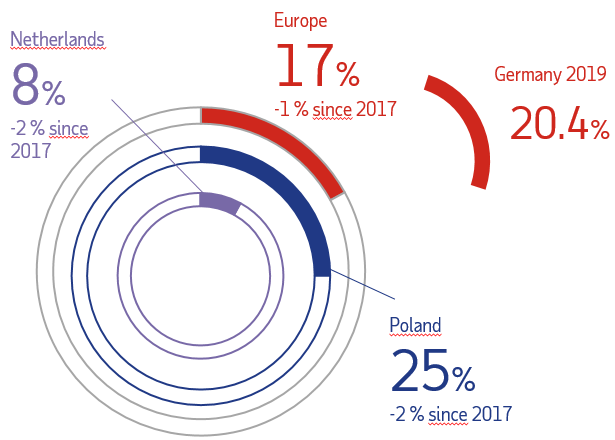 Netherlands
8%
-2 % since
2017
Europe
17%
-1 % since 2017
Germany 2019
20.4%
Poland
25%
-2 % since 2017